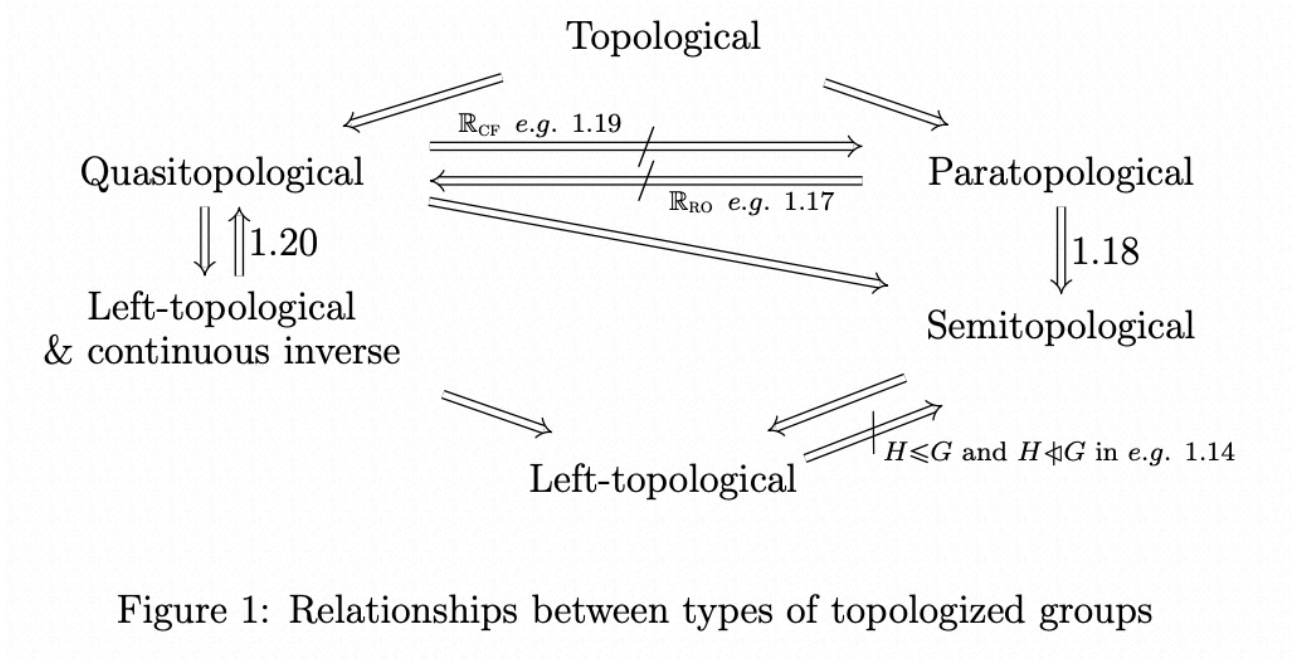 Topological
ℝ_CF e.g. 1.19
Quasitopological
Paratopological
ℝ_RO e.g. 1.17
1.20
1.18
Left-topological
& continuous inverse
Semitopological
H⩽G and H⋪G in e.g. 1.14
Left-topological
Figure 1: Relationships between types of topologized groups